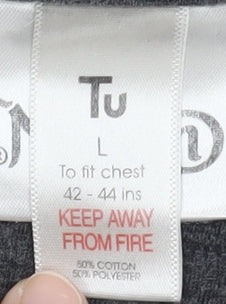 Tu
L
To fit chest
42 - 44 ins
KEEP AWAY
FROM FIRE
50% COTTON
50% POLYESTER